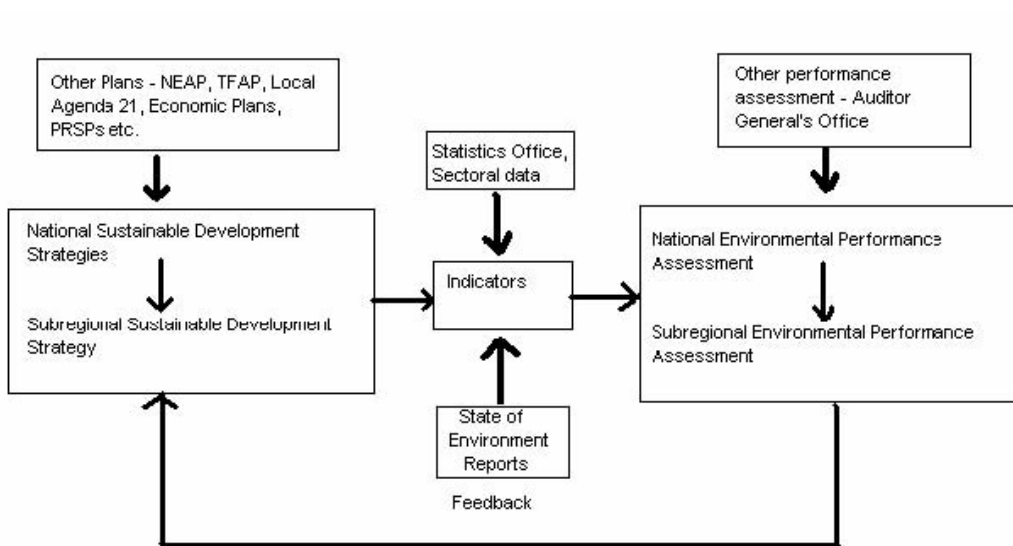 Other Plans - NEAP, TFAP, Local
Agenda 21, Economic Plans,
PRSPs etc.
Other performance
assessment - Auditor
General's Office
Statistics Office,
Sectoral data
National Sustainable Development
Strategies
Subregional Sustainable Development
Strategy
Indicators
National Environmental Performance
Assessment
Subregional Environmental Performance
Assessment
State of
Environment
Reports
Feedback